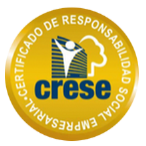 CERTIFICADO DE RESPONSABILIDAD SOCIAL EMPRESARIAL
crese